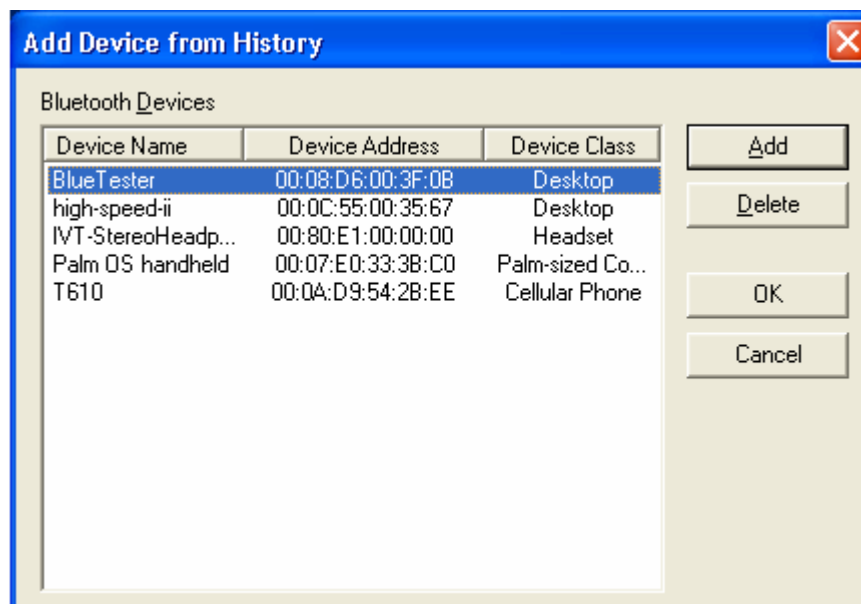 Add Device from History
Bluetooth Devices
Device Name Device Address Device Class
BlueTester 00:08:D6:00:3F:0B Desktop
high-speed-ii 00:0C:55:00:35:67 Desktop
IVT-StereoHeadp... 00:80:E1:00:00:00 Headset
Palm OS handheld 00:07:E0:33:3B:C0 Palm-sized Co...
T610 00:0A:D9:54:2B:EE Cellular Phone
Add
Delete
OK
Cancel